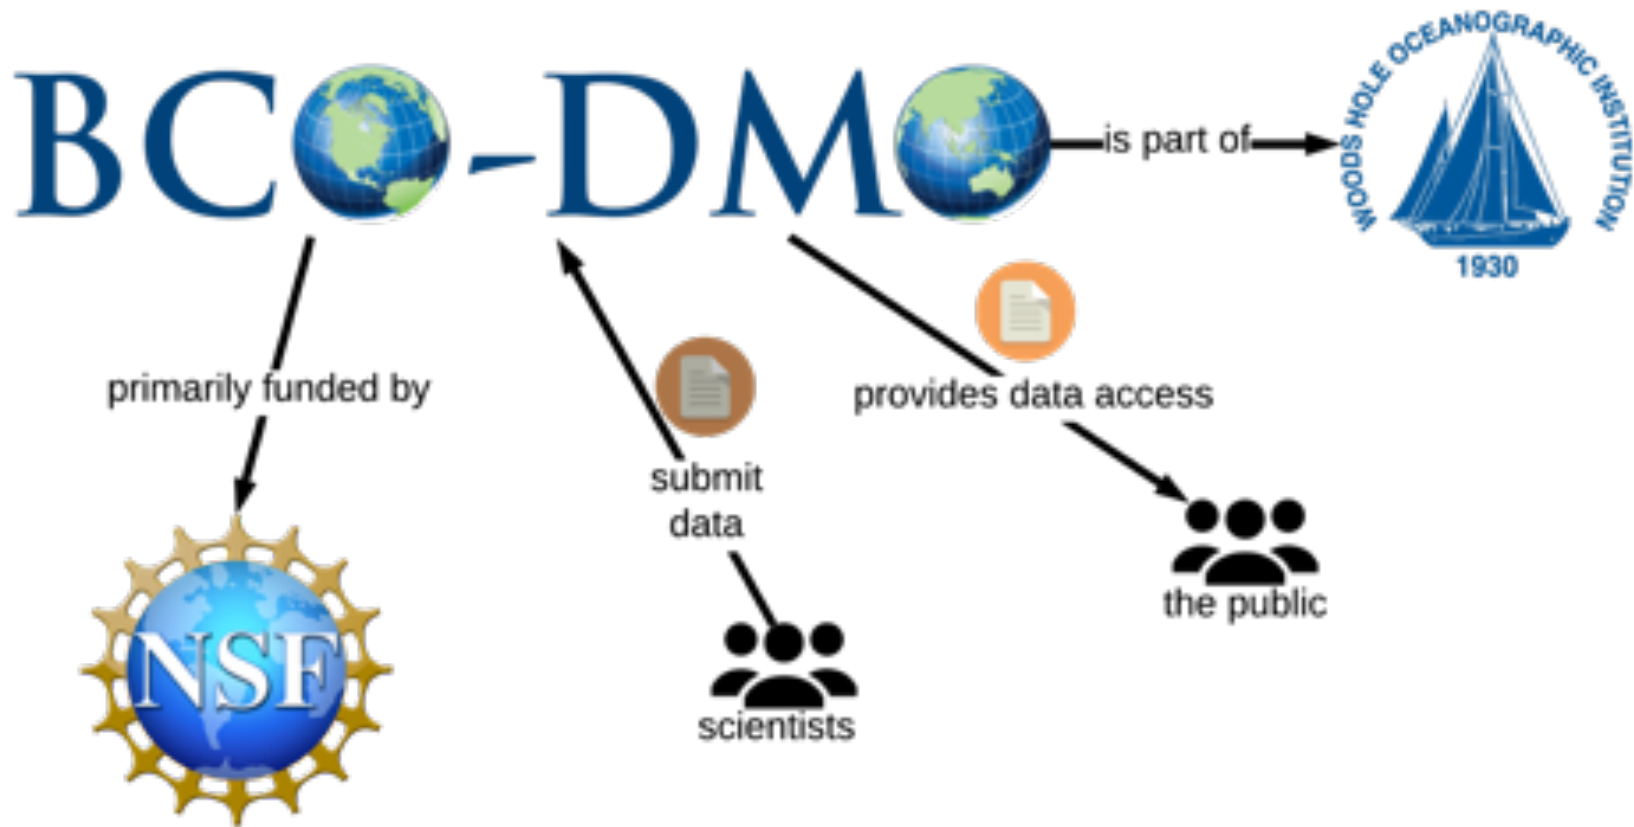 BCO-DMO
is part of
WOODS HOLE OCEANOGRAPHIC INSTITUTION
1930
primarily funded by
submit
data
provides data access
NSF
scientists
the public